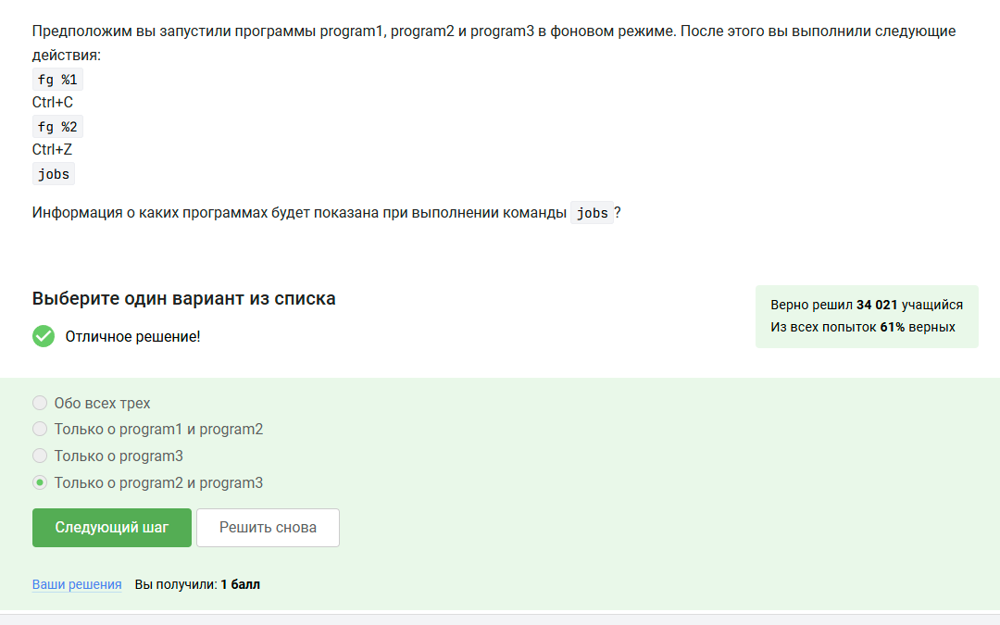 Предположим вы запустили программы program1, program2 и program3 в фоновом режиме. После этого вы выполнили следующие
действия:
fg %1
Ctrl+C
fg %2
Ctrl+Z
jobs
Информация о каких программах будет показана при выполнении команды jobs?
Выберите один вариант из списка
Отличное решение!
Верно решил 34 021 учащийся
Из всех попыток 61% верных
Обо всех трех
Только о program1 и program2
Только о program3
Только о program2 и program3
Следующий шаг
Решить снова
Ваши решения Вы получили: 1 балл